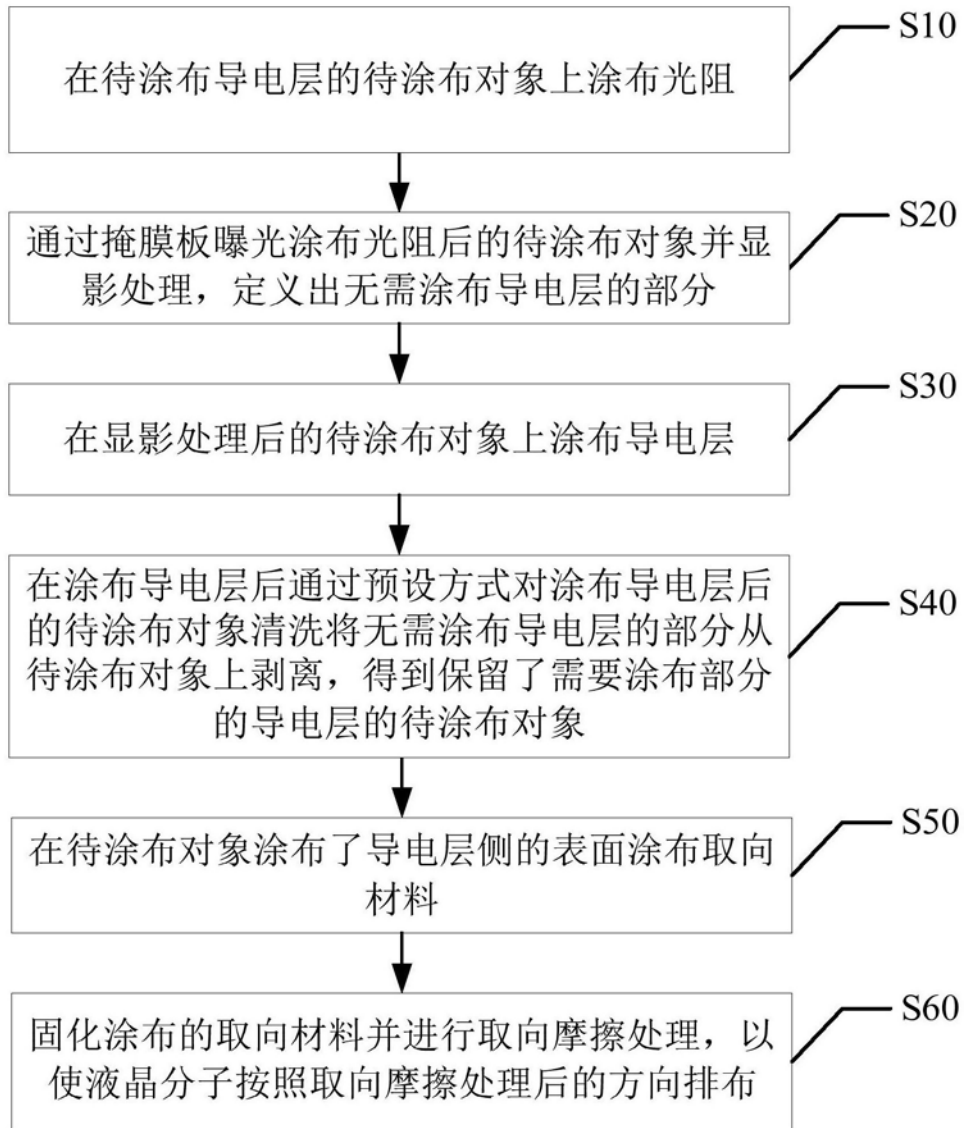 S10
在待涂布导电层的待涂布对象上涂布光阻
S20
通过掩膜板曝光涂布光阻后的待涂布对象并显
影处理，定义出无需涂布导电层的部分
S30
在显影处理后的待涂布对象上涂布导电层
S40
在涂布导电层后通过预设方式对涂布导电层后
的待涂布对象清洗将无需涂布导电层的部分从
待涂布对象上剥离，得到保留了需要涂布部分
的导电层的待涂布对象
S50
在待涂布对象涂布了导电层侧的表面涂布取向
材料
S60
固化涂布的取向材料并进行取向摩擦处理，以
使液晶分子按照取向摩擦处理后的方向排布